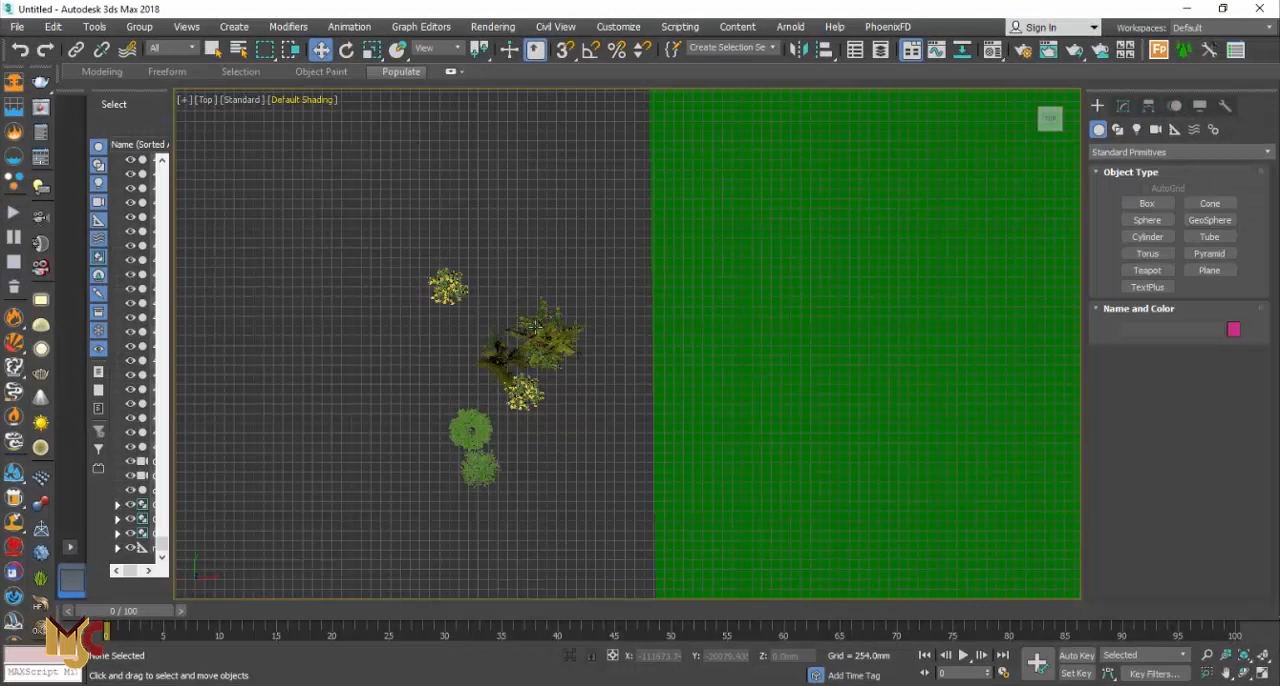 Untitled - Autodesk 3ds Max 2018
File Edit Tools Group Views Create Modifiers Animation Graph Editors Rendering Civil View Customize Scripting Content Arnold Help PhoenixFD Sign In Workspaces: Default
All View Create Selection Se
Modeling Freeform Selection Object Paint Populate
[+] [Top] [Standard] [Default Shading]
Select
TOP
Name (Sorted A
Standard Primitives
Object Type
AutoGrid
Box Cone
Sphere GeoSphere
Cylinder Tube
Torus Pyramid
Teapot Plane
TextPlus
Name and Color
0 / 100
0 5 10 15 20 25 30 35 40 45 50 55 60 65 70 75 80 85 90 95 100
None Selected X: Y: Z: 0.0mm Grid = 254.0mm Auto Key Selected
MAXScript Mi Click and drag to select and move objects Add Time Tag 0 Set Key Key Filters...
MSC